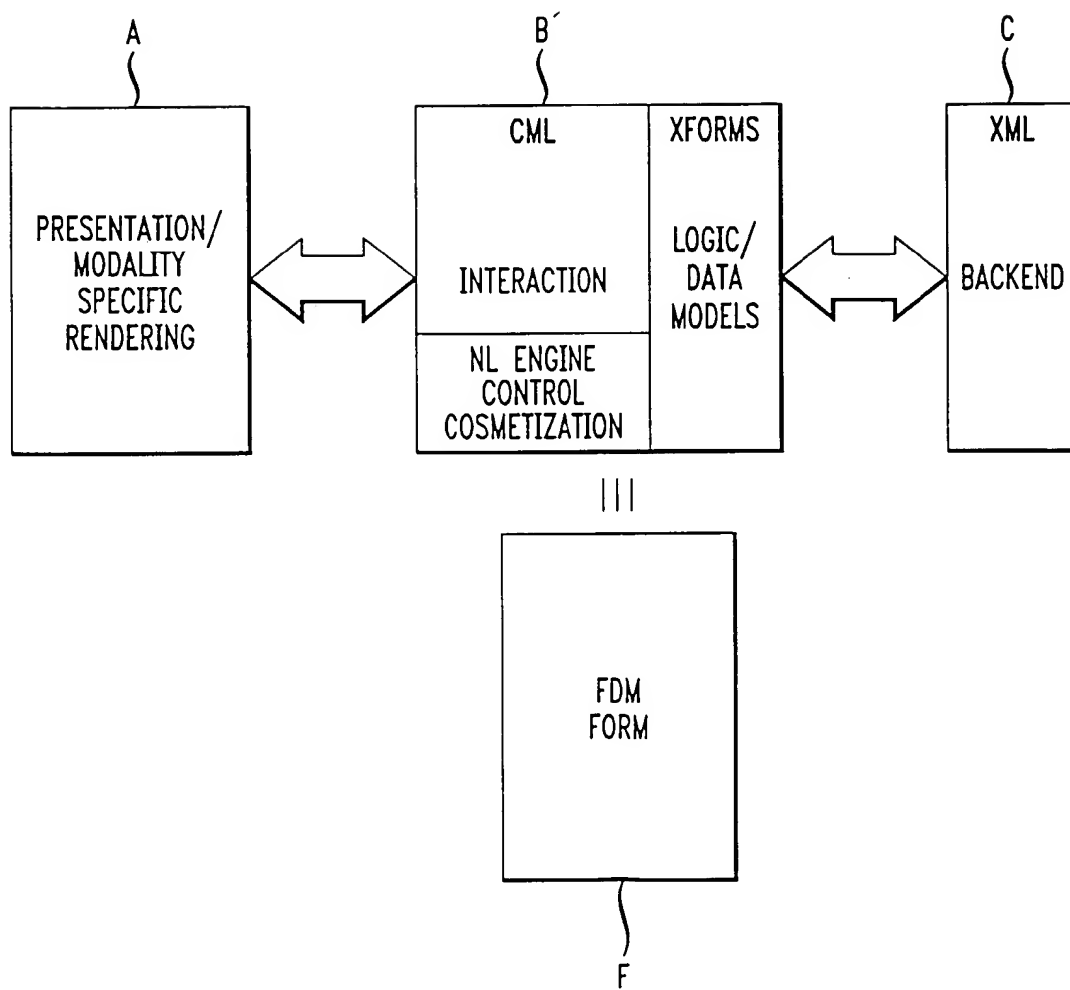 A
B´
C
PRESENTATION/
MODALITY
SPECIFIC
RENDERING
CML
INTERACTION
NL ENGINE
CONTROL
COSMETIZATION
XFORMS
LOGIC/
DATA
MODELS
XML
BACKEND
FDM
FORM
F